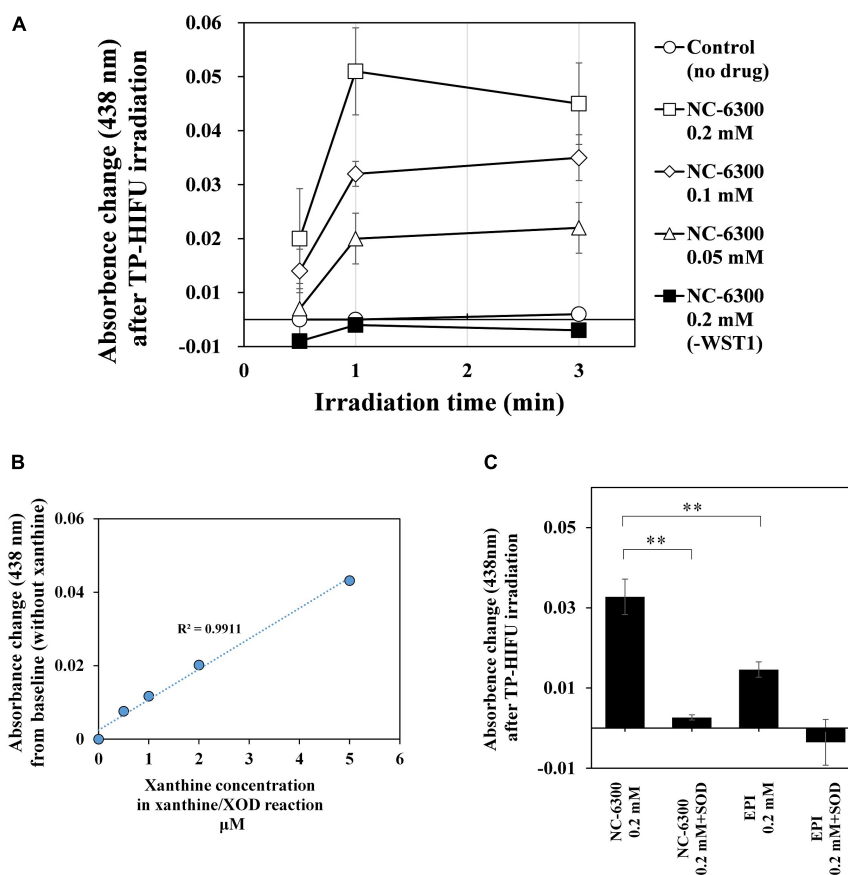 A
Absorbence change (438 nm)
after TP-HIFU irradiation
0.06
0.05
0.04
0.03
0.02
0.01
-0.01
0
1
2
3
Irradiation time (min)
Control
(no drug)
NC-6300
0.2 mM
NC-6300
0.1 mM
NC-6300
0.05 mM
NC-6300
0.2 mM
(-WST1)
B
Absorbance change (438 nm)
from baseline (without xanthine)
0.06
0.04
0.02
0
R² = 0.9911
0
1
2
3
4
5
6
Xanthine concentration
in xanthine/XOD reaction
µM
C
Absorbence change (438nm)
after TP-HIFU irradiation
0.05
0.03
0.01
-0.01
**
**
NC-6300
0.2 mM
NC-6300
0.2 mM+SOD
EPI
0.2 mM
EPI
0.2 mM+SOD